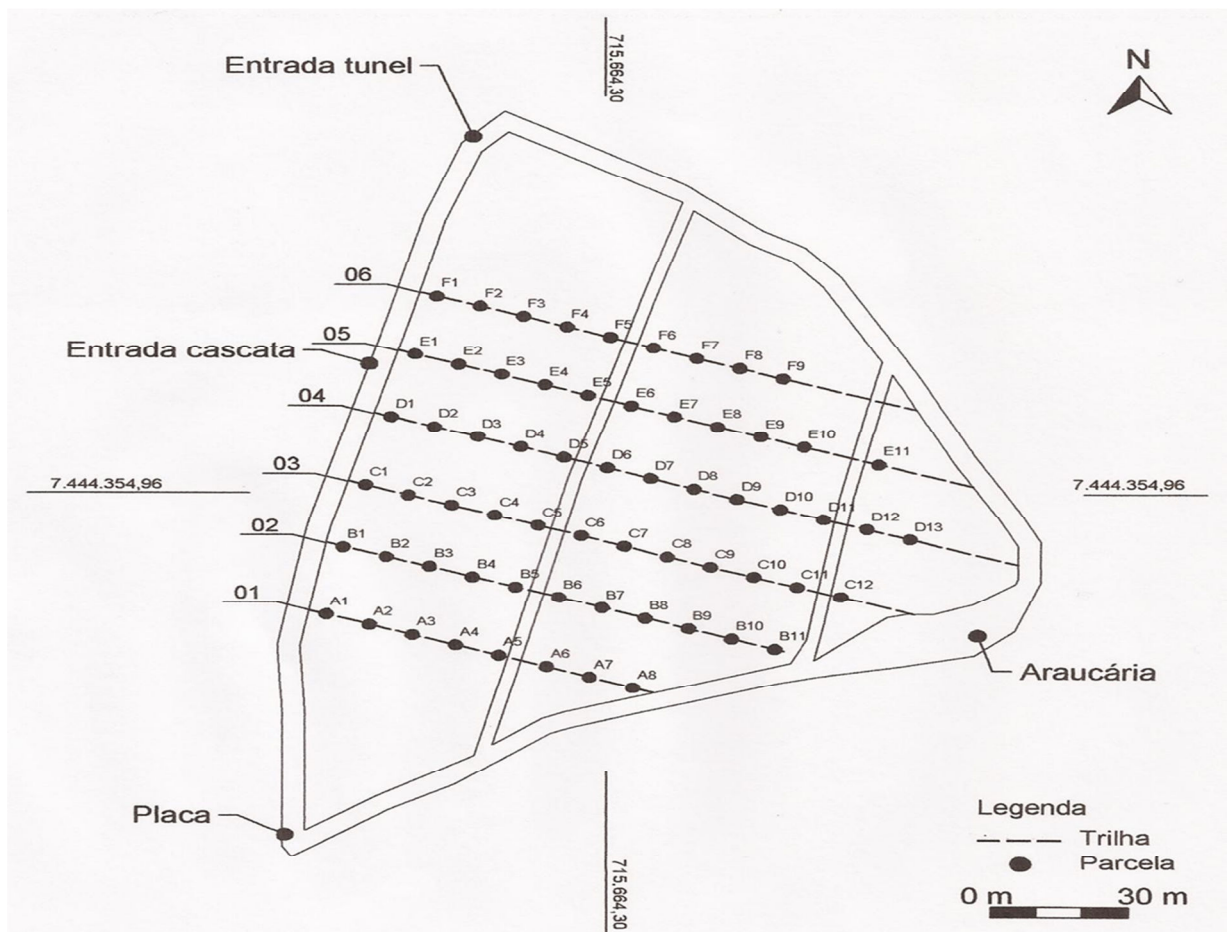 715.664,30
N
Entrada tunel
06
F1 F2 F3 F4 F5 F6 F7 F8 F9
05
Entrada cascata
E1 E2 E3 E4 E5 E6 E7 E8 E9 E10 E11
04
D1 D2 D3 D4 D5 D6 D7 D8 D9 D10 D11 D12 D13
03
7.444.354,96
7.444.354,96
C1 C2 C3 C4 C5 C6 C7 C8 C9 C10 C11 C12
02
B1 B2 B3 B4 B5 B6 B7 B8 B9 B10 B11
01
A1 A2 A3 A4 A5 A6 A7 A8
Araucária
Placa
715.664,30
Legenda
Trilha
Parcela
0 m 30 m